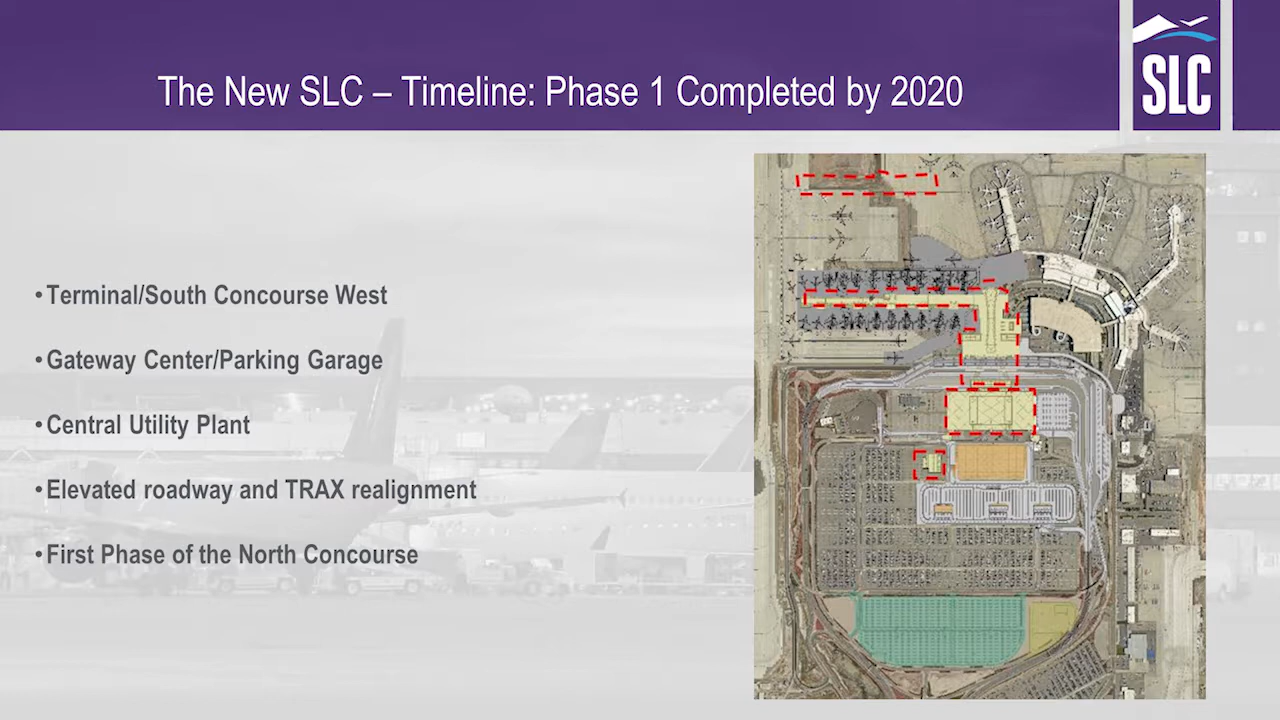 The New SLC – Timeline: Phase 1 Completed by 2020
SLC
• Terminal/South Concourse West
• Gateway Center/Parking Garage
• Central Utility Plant
• Elevated roadway and TRAX realignment
• First Phase of the North Concourse